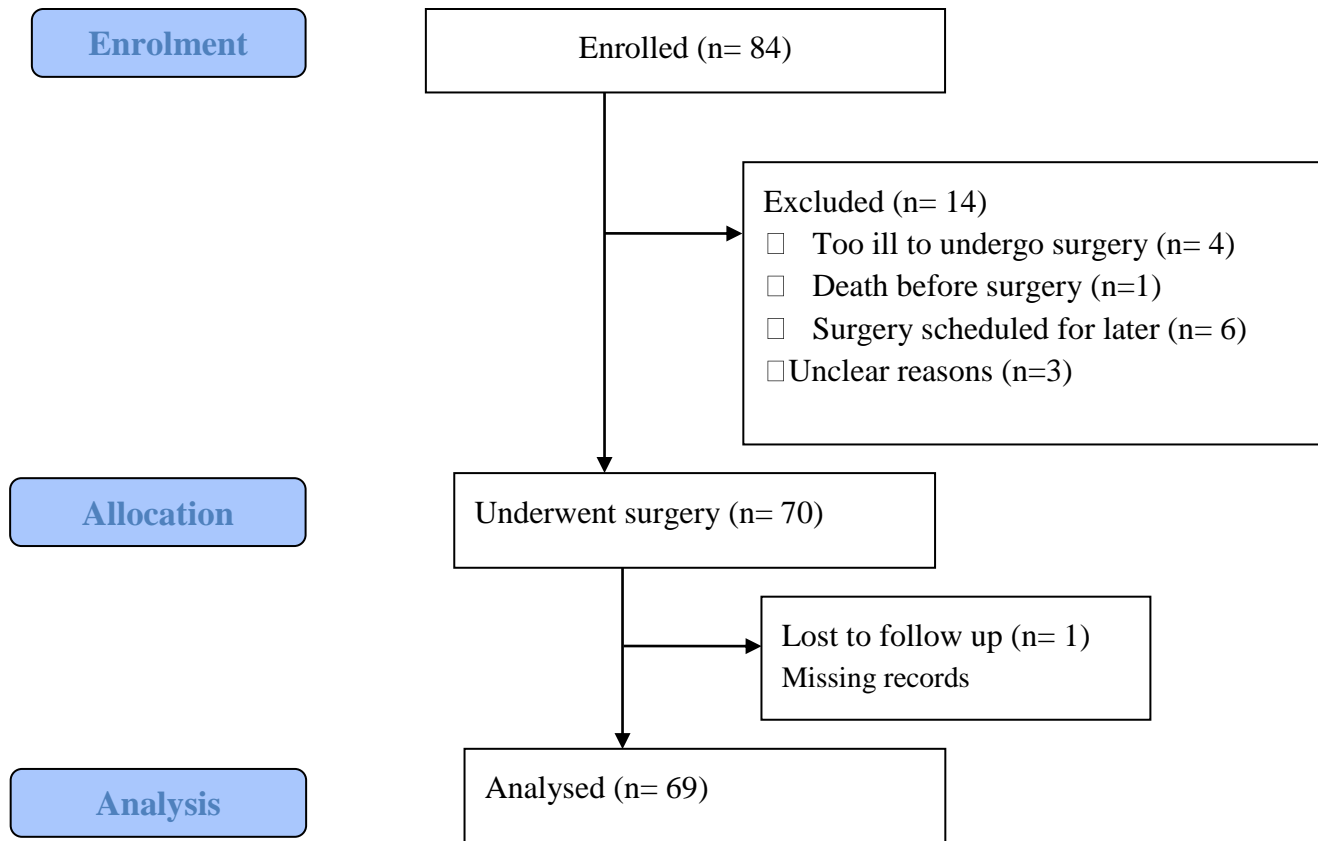 Enrolment
Enrolled (n= 84)
Excluded (n= 14)
□ Too ill to undergo surgery (n= 4)
□ Death before surgery (n=1)
□ Surgery scheduled for later (n= 6)
□Unclear reasons (n=3)
Allocation
Underwent surgery (n= 70)
Lost to follow up (n= 1)
Missing records
Analysis
Analysed (n= 69)